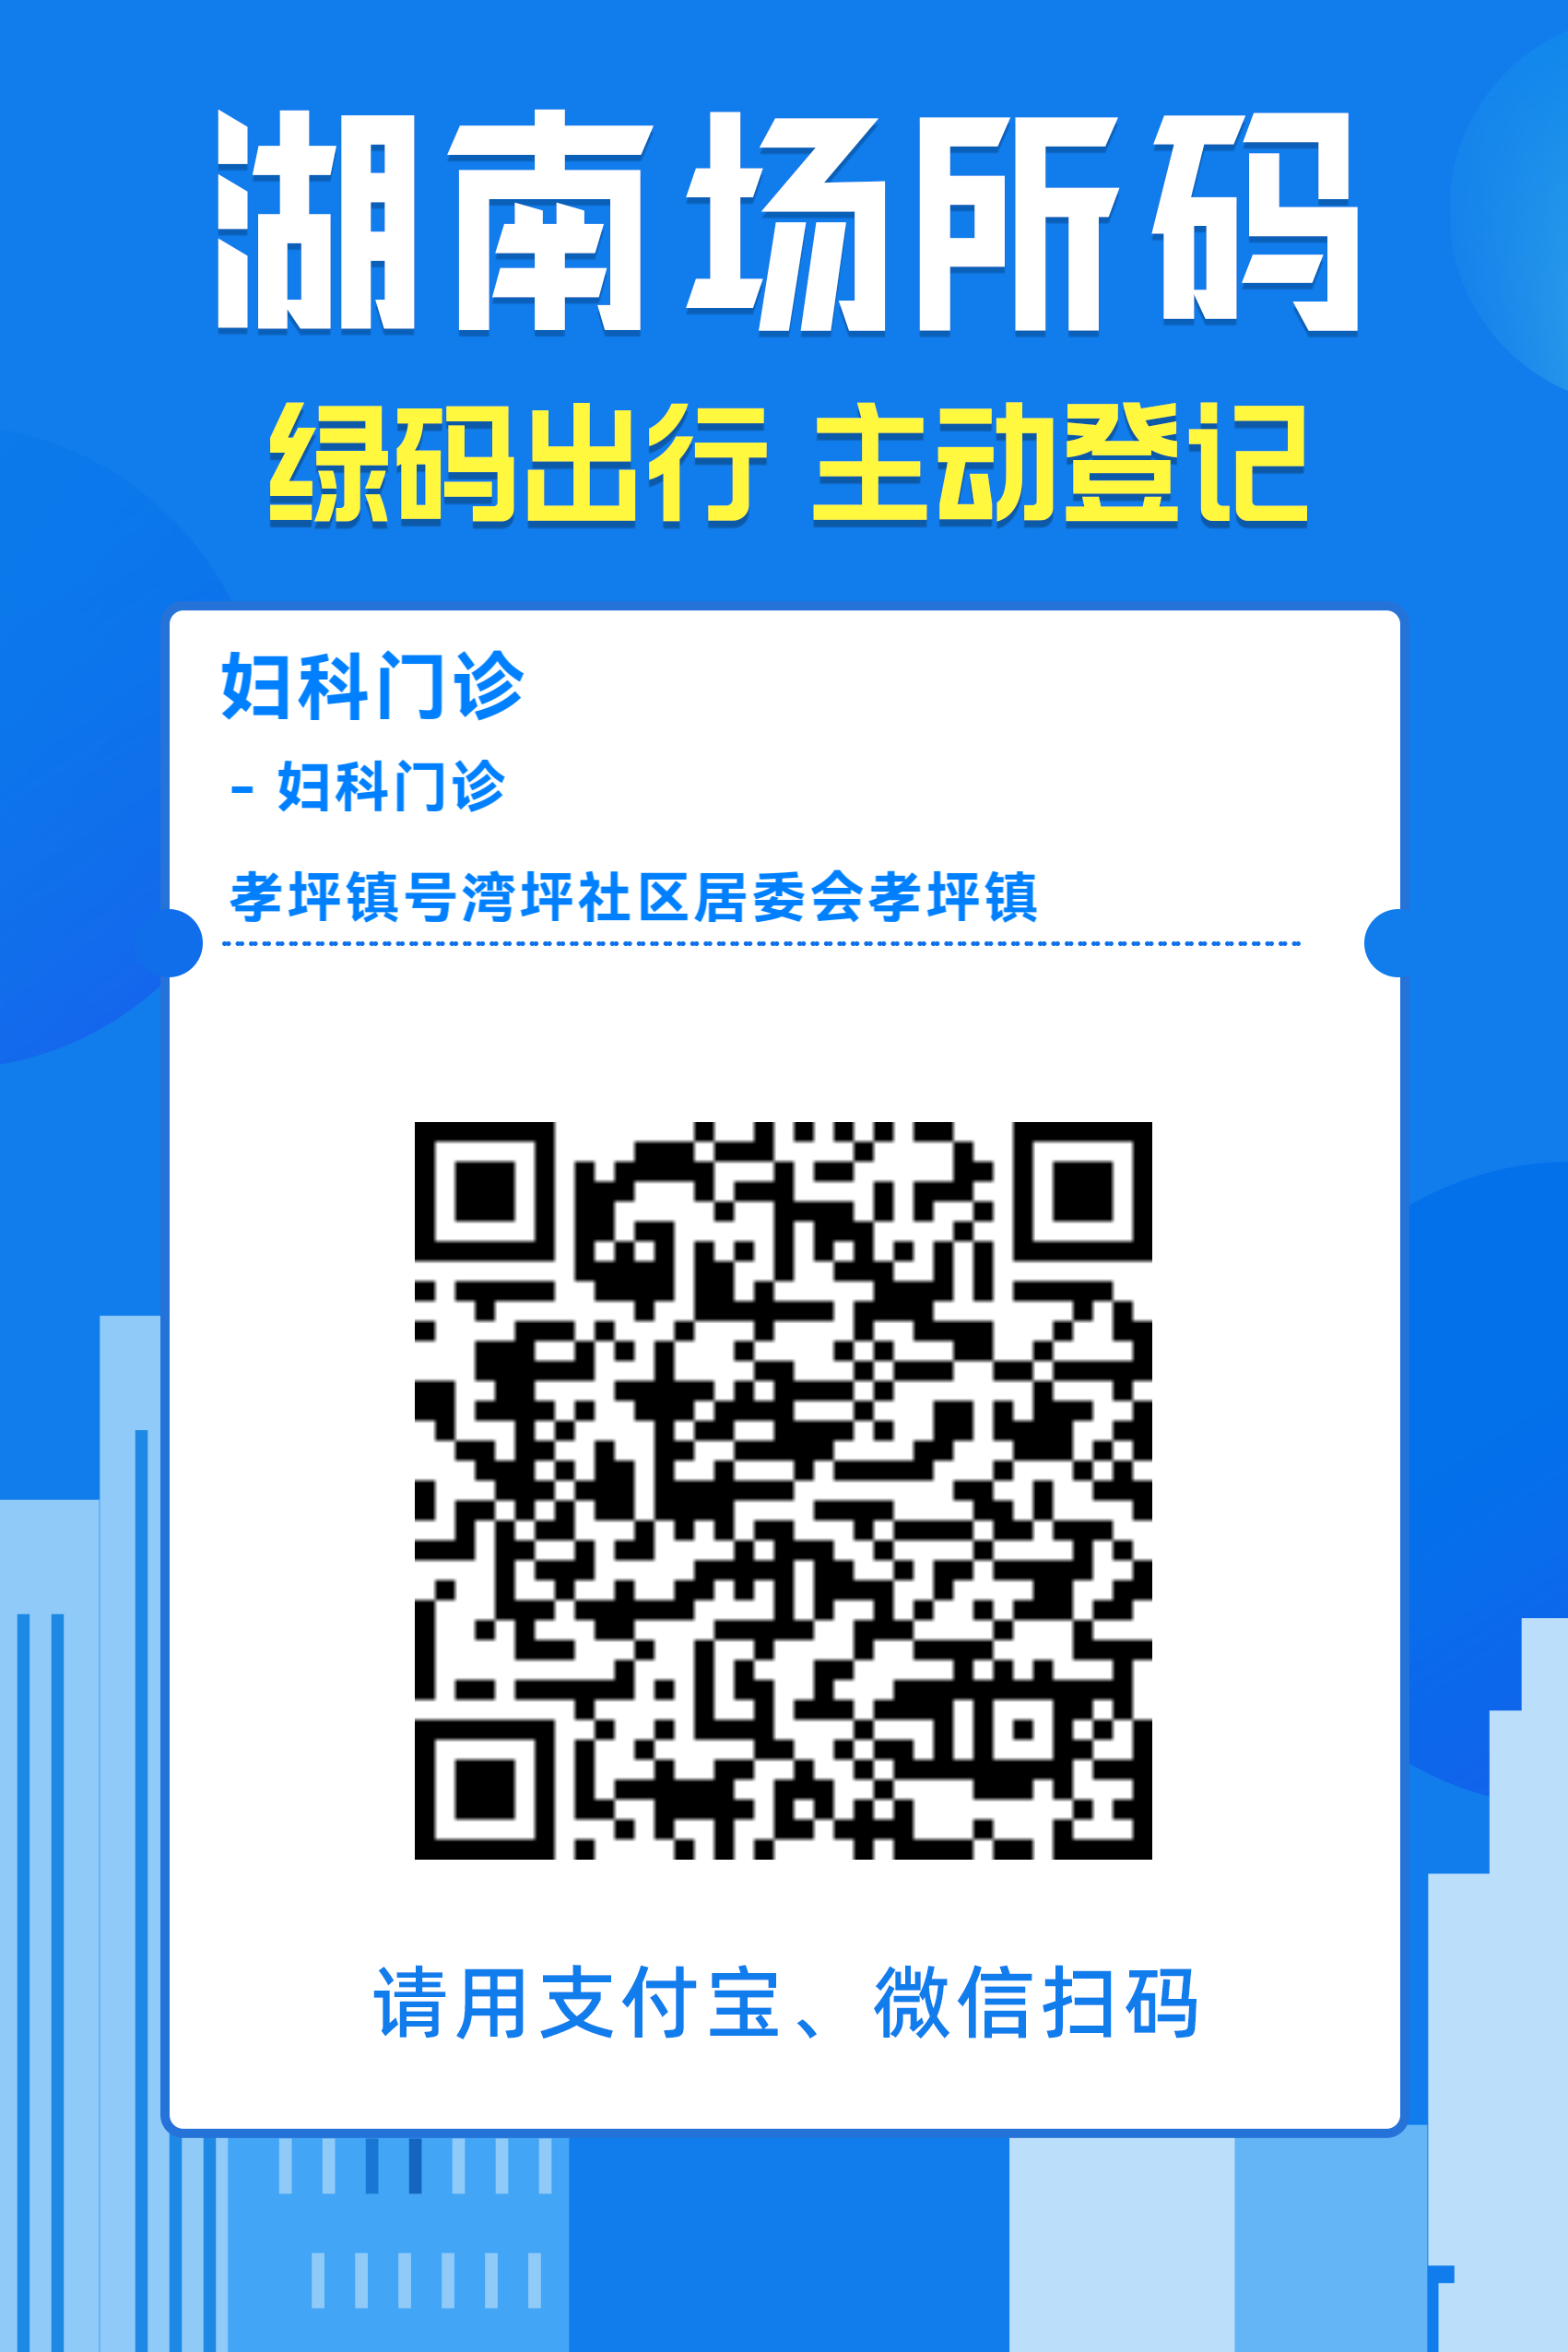 湖南场所码
绿码出行 主动登记
妇科门诊
- 妇科门诊
孝坪镇号湾坪社区居委会孝坪镇
请用支付宝、微信扫码